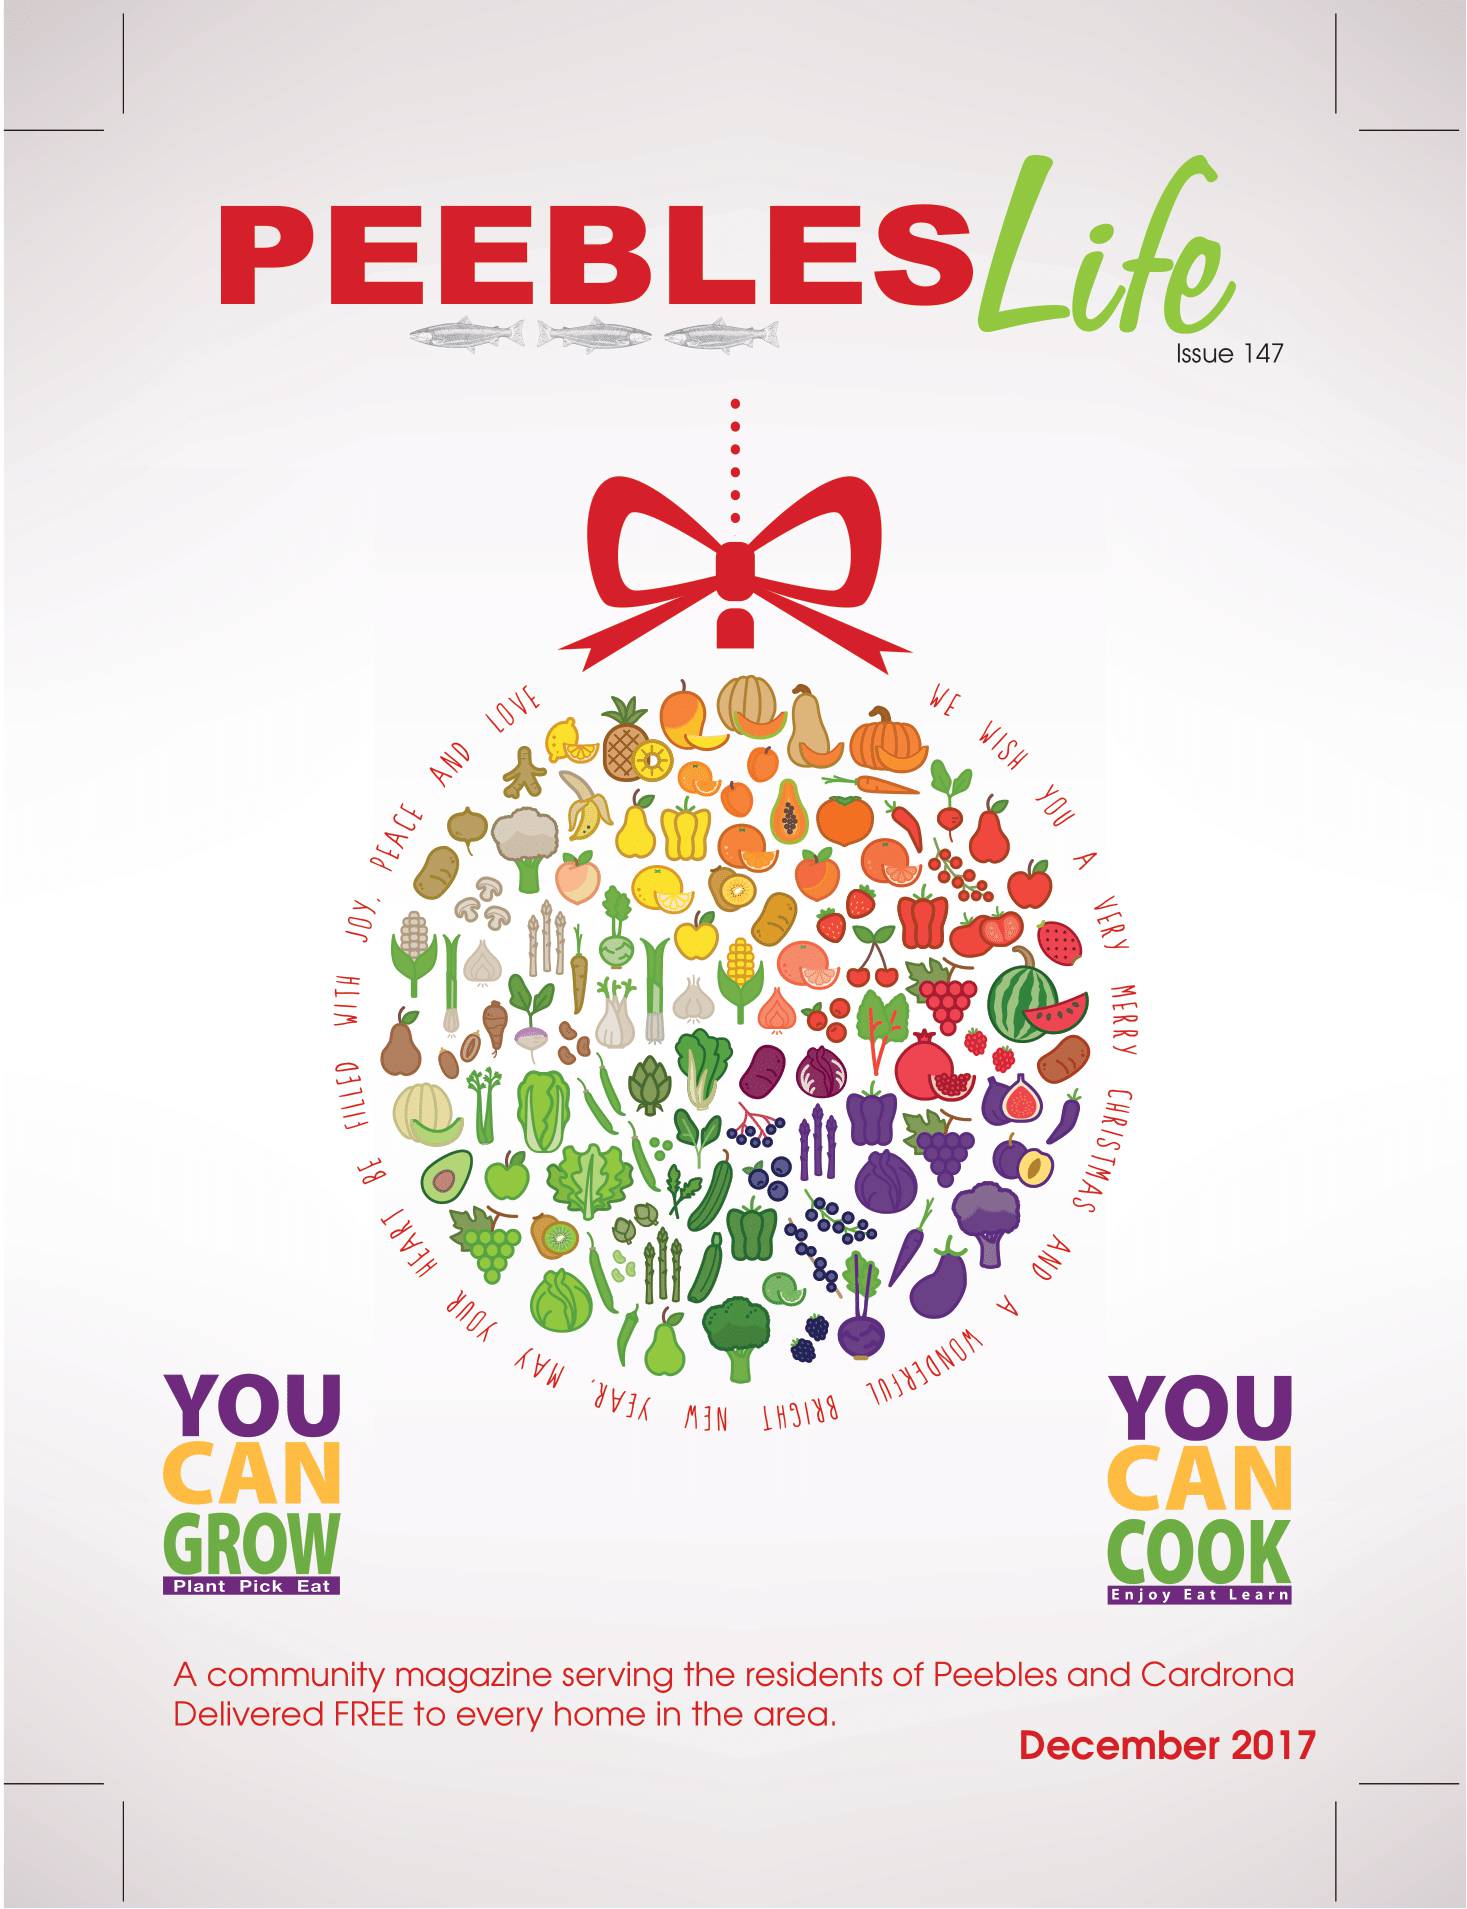 PEEBLES Life
Issue 147
WE WISH YOU A VERY MERRY CHRISTMAS AND A WONDERFUL BRIGHT NEW YEAR, MAY YOUR HEART BE FILLED WITH JOY, PEACE AND LOVE
YOU
CAN
GROW
Plant Pick Eat
YOU
CAN
COOK
Enjoy Eat Learn
A community magazine serving the residents of Peebles and Cardrona
Delivered FREE to every home in the area.
December 2017